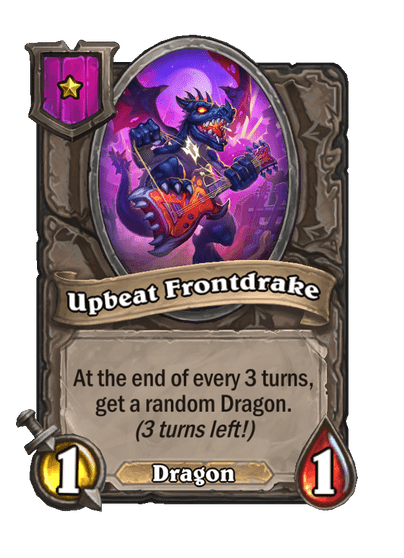 Upbeat Frontdrake
At the end of every 3 turns,
get a random Dragon.
(3 turns left!)
1
Dragon
1